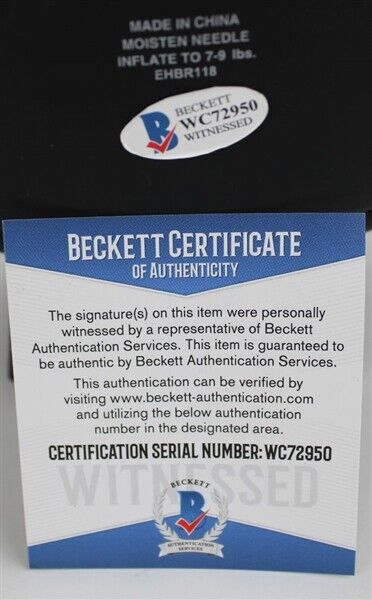 MADE IN CHINA
MOISTEN NEEDLE
INFLATE TO 7-9 lbs.
EHBR118
B
BECKETT
WC72950
WITNESSED
BECKETT CERTIFICATE
OF AUTHENTICITY
The signature(s) on this item were personally
witnessed by a representative of Beckett
Authentication Services. This item is guaranteed to
be authentic by Beckett Authentication Services.
This authentication can be verified by
visiting www.beckett-authentication.com
and utilizing the below authentication
number in the designated area.
CERTIFICATION SERIAL NUMBER: WC72950
WITNESSED
BECKETT
B
AUTHENTICATION
SERVICES